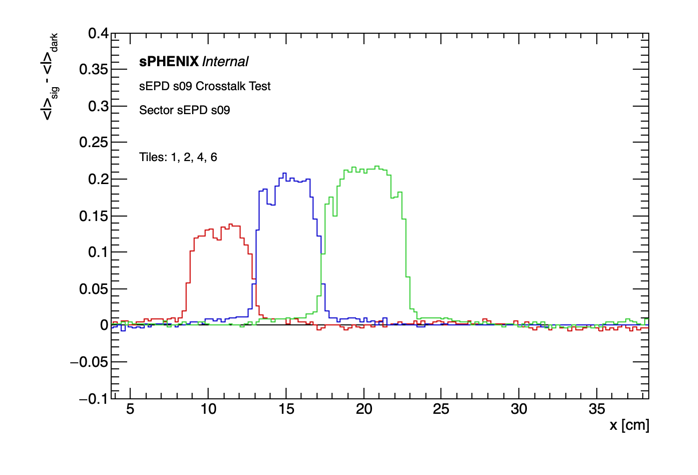 0.4
<I>sig - <I>dark
sPHENIX Internal
0.35
sEPD s09 Crosstalk Test
0.3
Sector sEPD s09
0.25
Tiles: 1, 2, 4, 6
0.2
0.15
0.1
0.05
0
−0.05
−0.1
5 10 15 20 25 30 35
x [cm]